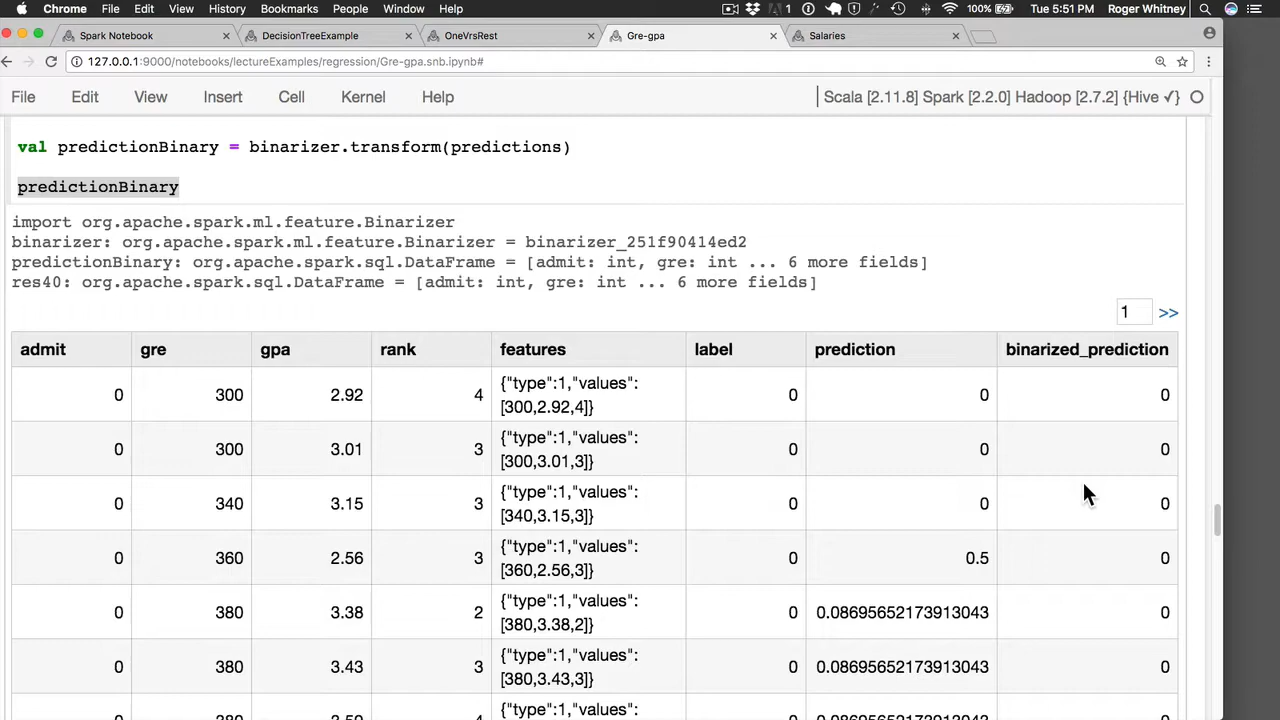 Chrome File Edit View History Bookmarks People Window Help 1 100% Tue 5:51 PM Roger Whitney
Spark Notebook × DecisionTreeExample × OneVrsRest × Gre-gpa × Salaries ×
127.0.0.1:9000/notebooks/lectureExamples/regression/Gre-gpa.snb.ipynb#
File Edit View Insert Cell Kernel Help Scala [2.11.8] Spark [2.2.0] Hadoop [2.7.2] {Hive ✓}
val predictionBinary = binarizer.transform(predictions)
predictionBinary
import org.apache.spark.ml.feature.Binarizer
binarizer: org.apache.spark.ml.feature.Binarizer = binarizer_251f90414ed2
predictionBinary: org.apache.spark.sql.DataFrame = [admit: int, gre: int ... 6 more fields]
res40: org.apache.spark.sql.DataFrame = [admit: int, gre: int ... 6 more fields]
1 >>
admit gre gpa rank features label prediction binarized_prediction
0 300 2.92 4 {"type":1,"values":
[300,2.92,4]} 0 0 0
0 300 3.01 3 {"type":1,"values":
[300,3.01,3]} 0 0 0
0 340 3.15 3 {"type":1,"values":
[340,3.15,3]} 0 0 0
0 360 2.56 3 {"type":1,"values":
[360,2.56,3]} 0 0.5 0
0 380 3.38 2 {"type":1,"values":
[380,3.38,2]} 0 0.08695652173913043 0
0 380 3.43 3 {"type":1,"values":
[380,3.43,3]} 0 0.08695652173913043 0
{"type":1,"values":